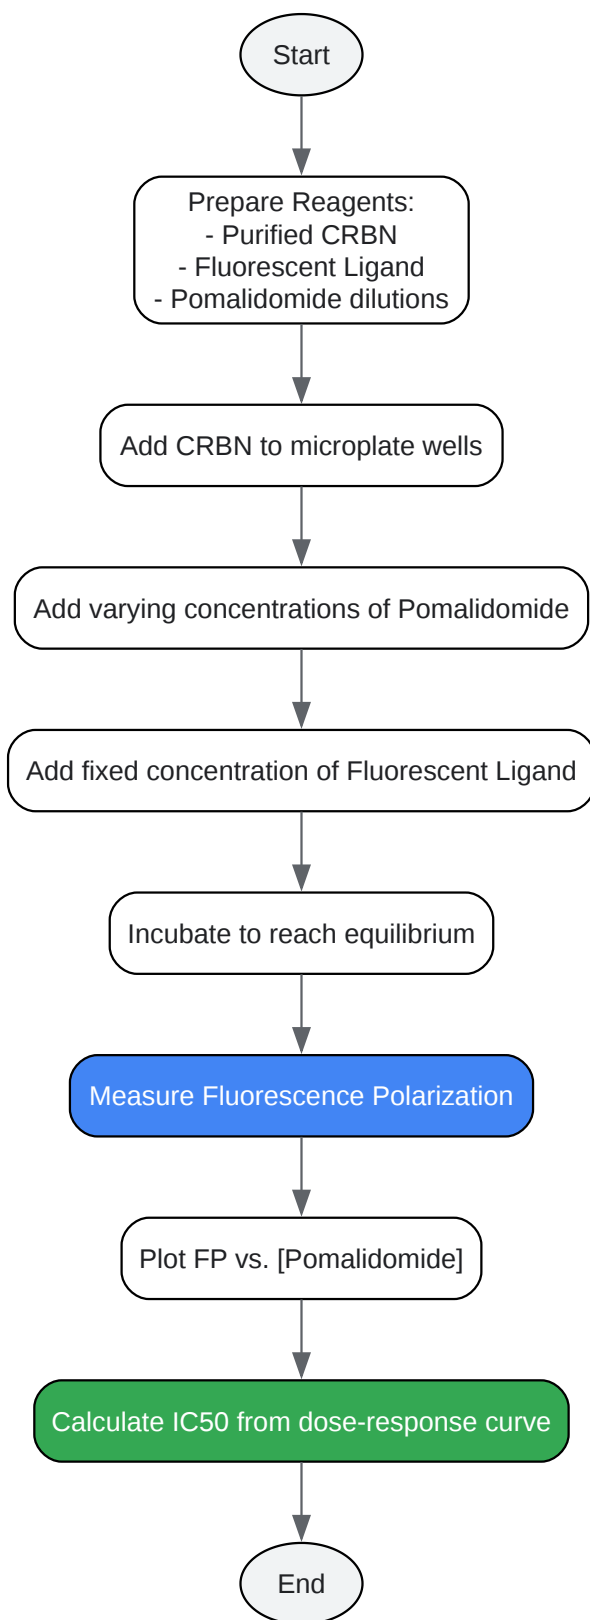 Start
Prepare Reagents:
- Purified CRBN
- Fluorescent Ligand
- Pomalidomide dilutions
Add CRBN to microplate wells
Add varying concentrations of Pomalidomide
Add fixed concentration of Fluorescent Ligand
Incubate to reach equilibrium
Measure Fluorescence Polarization
Plot FP vs. [Pomalidomide]
Calculate IC50 from dose-response curve
End